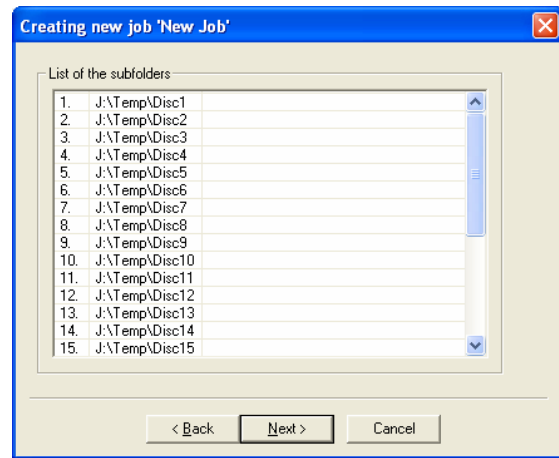 Creating new job 'New Job'
List of the subfolders
1. J:\Temp\Disc1
2. J:\Temp\Disc2
3. J:\Temp\Disc3
4. J:\Temp\Disc4
5. J:\Temp\Disc5
6. J:\Temp\Disc6
7. J:\Temp\Disc7
8. J:\Temp\Disc8
9. J:\Temp\Disc9
10. J:\Temp\Disc10
11. J:\Temp\Disc11
12. J:\Temp\Disc12
13. J:\Temp\Disc13
14. J:\Temp\Disc14
15. J:\Temp\Disc15
< Back Next > Cancel